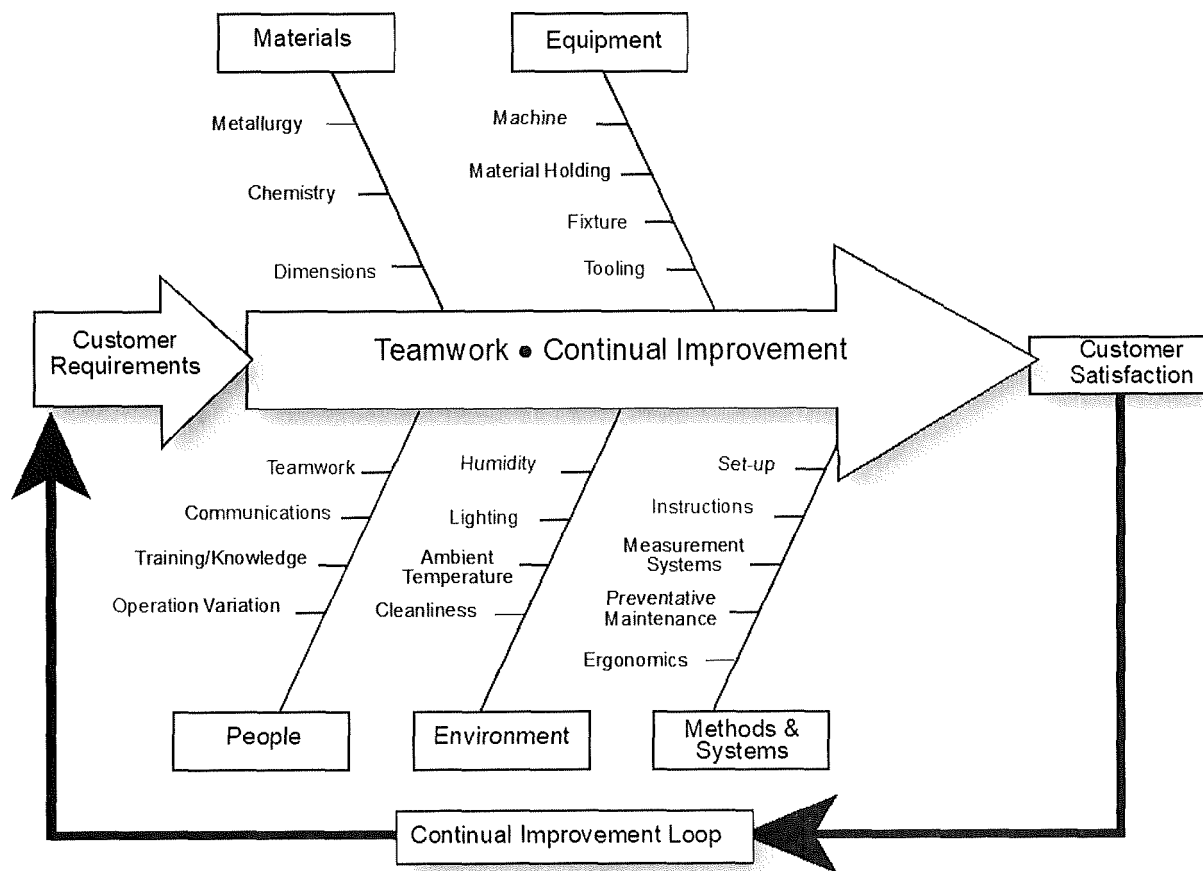 Materials
Equipment
Metallurgy
Chemistry
Dimensions
Machine
Material Holding
Fixture
Tooling
Customer
Requirements
Teamwork • Continual Improvement
Customer
Satisfaction
Teamwork
Communications
Training/Knowledge
Operation Variation
Humidity
Lighting
Ambient
Temperature
Cleanliness
Set-up
Instructions
Measurement
Systems
Preventative
Maintenance
Ergonomics
People
Environment
Methods &
Systems
Continual Improvement Loop